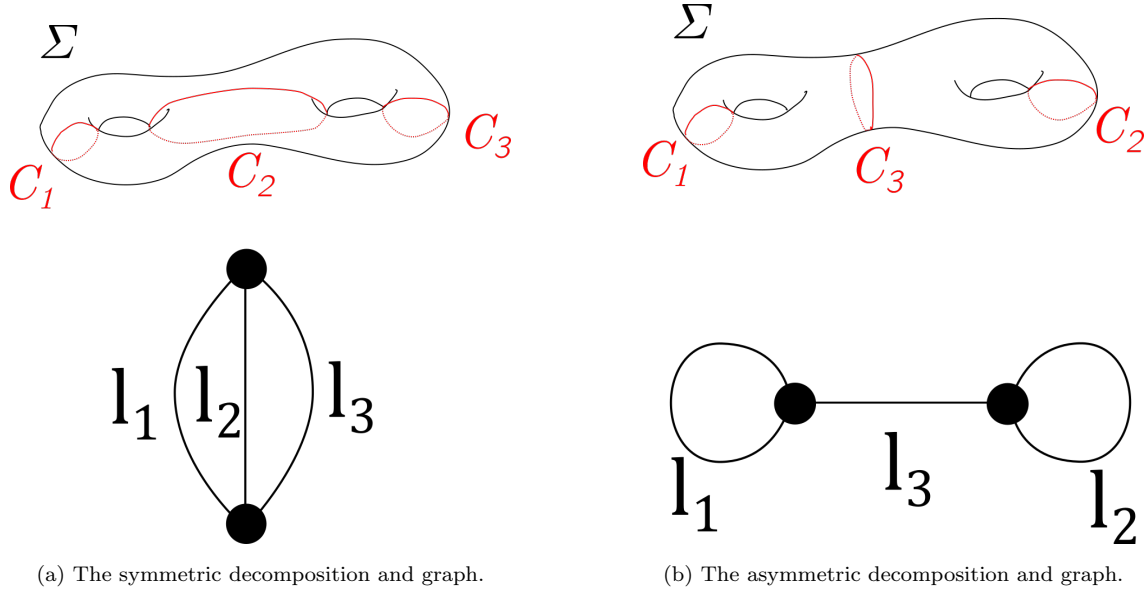 Σ
C₁
C₂
C₃
l₁
l₂
l₃
(a) The symmetric decomposition and graph.
Σ
C₁
C₃
C₂
l₁
l₃
l₂
(b) The asymmetric decomposition and graph.